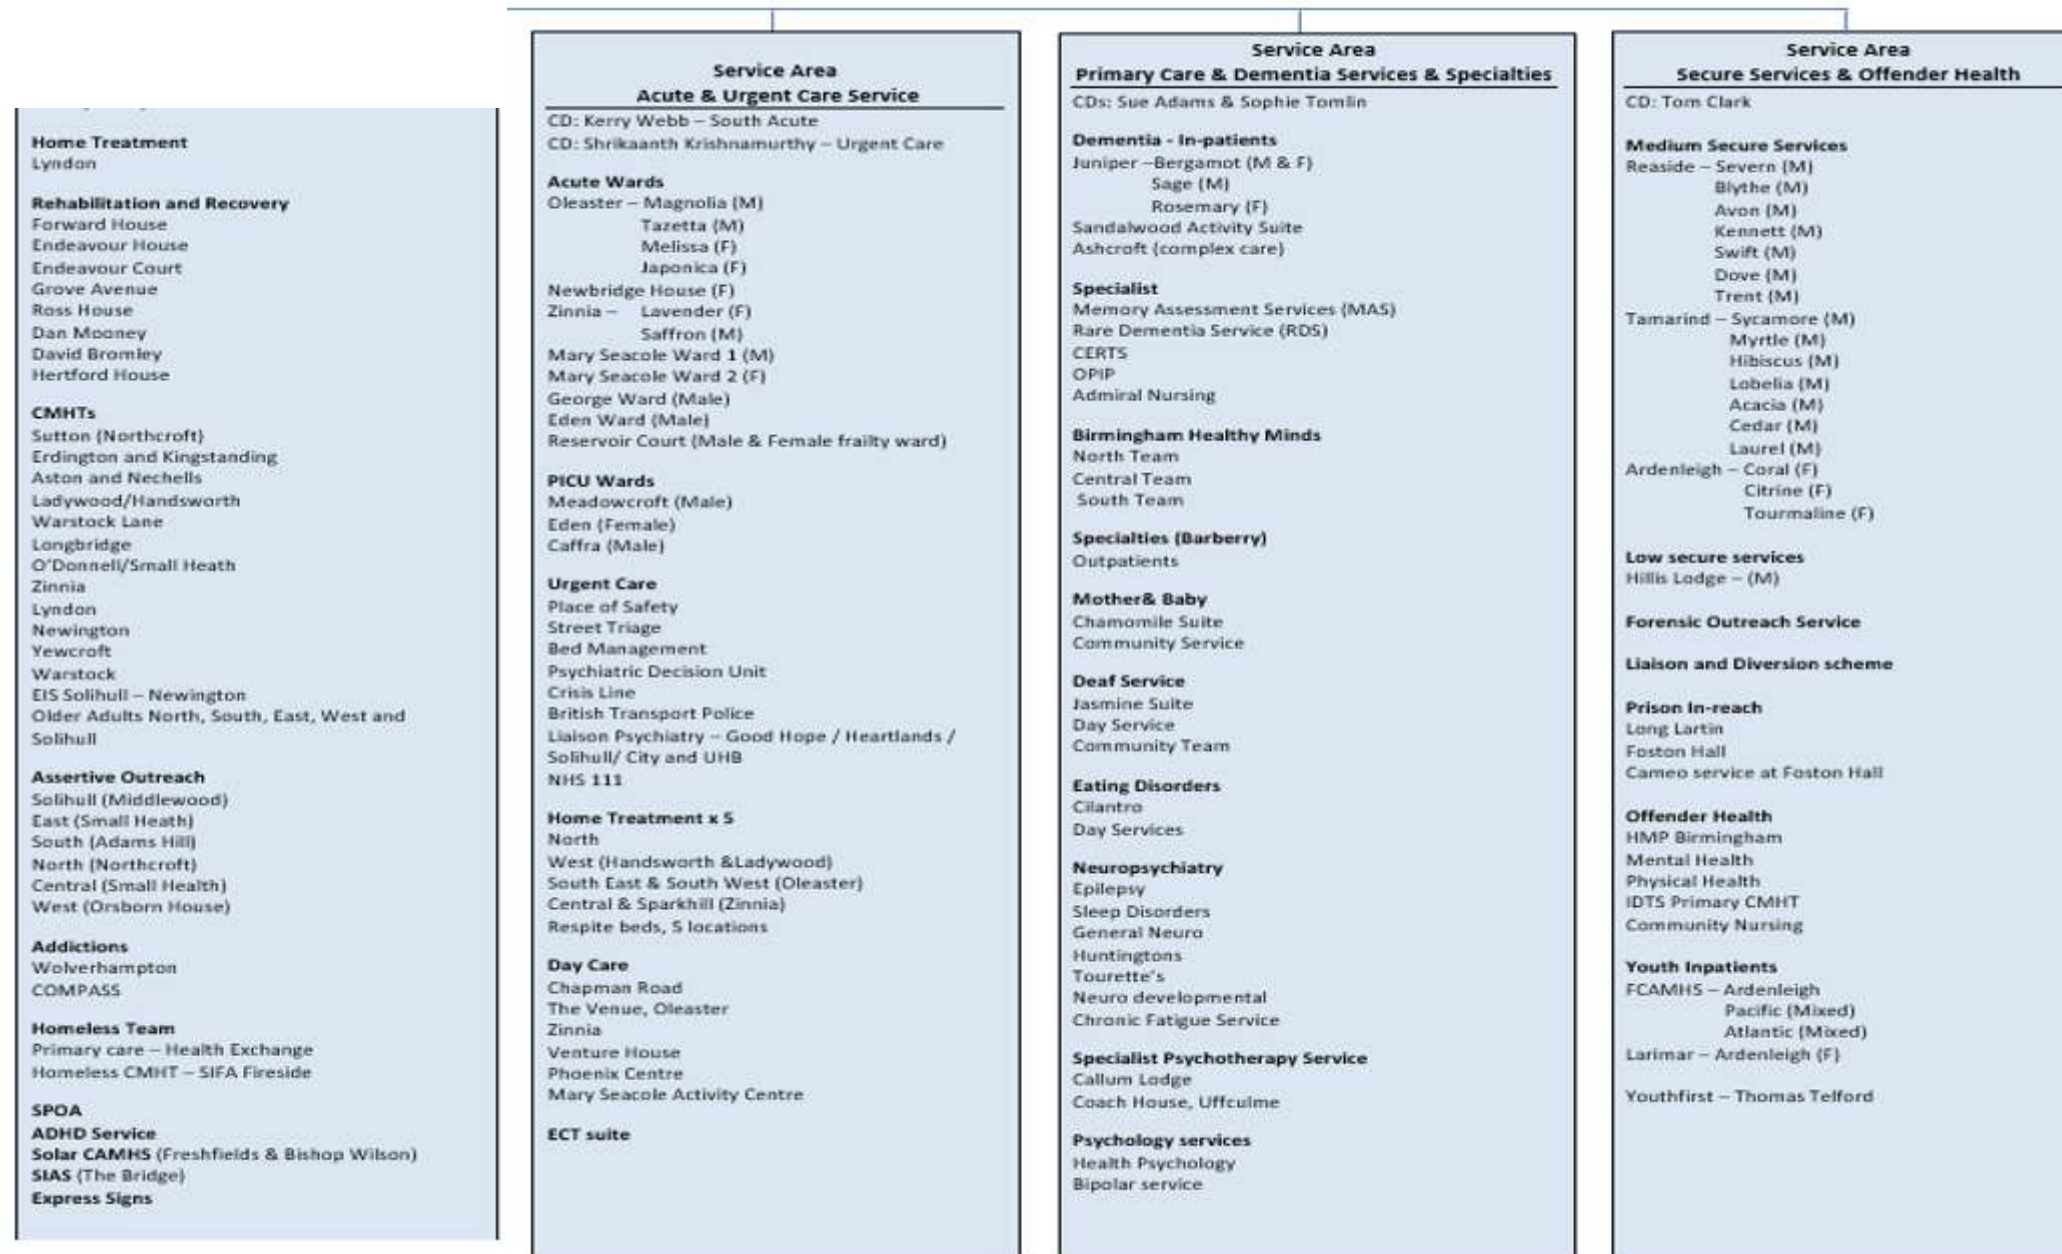 Home Treatment
Lyndon
Rehabilitation and Recovery
Forward House
Endeavour House
Endeavour Court
Grove Avenue
Ross House
Dan Mooney
David Bromley
Hertford House
CMHTs
Sutton (Northcroft)
Erdington and Kingstanding
Aston and Nechells
Ladywood/Handsworth
Warstock Lane
Longbridge
O'Donnell/Small Heath
Zinnia
Lyndon
Newington
Yewcroft
Warstock
EIS Solihull – Newington
Older Adults North, South, East, West and
Solihull
Assertive Outreach
Solihull (Middlewood)
East (Small Heath)
South (Adams Hill)
North (Northcroft)
Central (Small Health)
West (Orsborn House)
Addictions
Wolverhampton
COMPASS
Homeless Team
Primary care – Health Exchange
Homeless CMHT – SIFA Fireside
SPOA
ADHD Service
Solar CAMHS (Freshfields & Bishop Wilson)
SIAS (The Bridge)
Express Signs
Service Area
Acute & Urgent Care Service
CD: Kerry Webb – South Acute
CD: Shrikaanth Krishnamurthy – Urgent Care
Acute Wards
Oleaster – Magnolia (M)
Tazetta (M)
Melissa (F)
Japonica (F)
Newbridge House (F)
Zinnia – Lavender (F)
Saffron (M)
Mary Seacole Ward 1 (M)
Mary Seacole Ward 2 (F)
George Ward (Male)
Eden Ward (Male)
Reservoir Court (Male & Female frailty ward)
PICU Wards
Meadowcroft (Male)
Eden (Female)
Caffra (Male)
Urgent Care
Place of Safety
Street Triage
Bed Management
Psychiatric Decision Unit
Crisis Line
British Transport Police
Liaison Psychiatry – Good Hope / Heartlands /
Solihull/ City and UHB
NHS 111
Home Treatment x 5
North
West (Handsworth &Ladywood)
South East & South West (Oleaster)
Central & Sparkhill (Zinnia)
Respite beds, 5 locations
Day Care
Chapman Road
The Venue, Oleaster
Zinnia
Venture House
Phoenix Centre
Mary Seacole Activity Centre
ECT suite
Service Area
Primary Care & Dementia Services & Specialties
CDs: Sue Adams & Sophie Tomlin
Dementia - In-patients
Juniper –Bergamot (M & F)
Sage (M)
Rosemary (F)
Sandalwood Activity Suite
Ashcroft (complex care)
Specialist
Memory Assessment Services (MAS)
Rare Dementia Service (RDS)
CERTS
OPIP
Admiral Nursing
Birmingham Healthy Minds
North Team
Central Team
South Team
Specialties (Barberry)
Outpatients
Mother& Baby
Chamomile Suite
Community Service
Deaf Service
Jasmine Suite
Day Service
Community Team
Eating Disorders
Cilantro
Day Services
Neuropsychiatry
Epilepsy
Sleep Disorders
General Neuro
Huntingtons
Tourette's
Neuro developmental
Chronic Fatigue Service
Specialist Psychotherapy Service
Callum Lodge
Coach House, Uffculme
Psychology services
Health Psychology
Bipolar service
Service Area
Secure Services & Offender Health
CD: Tom Clark
Medium Secure Services
Reaside – Severn (M)
Blythe (M)
Avon (M)
Kennett (M)
Swift (M)
Dove (M)
Trent (M)
Tamarind – Sycamore (M)
Myrtle (M)
Hibiscus (M)
Lobelia (M)
Acacia (M)
Cedar (M)
Laurel (M)
Ardenleigh – Coral (F)
Citrine (F)
Tourmaline (F)
Low secure services
Hillis Lodge – (M)
Forensic Outreach Service
Liaison and Diversion scheme
Prison In-reach
Long Lartin
Foston Hall
Cameo service at Foston Hall
Offender Health
HMP Birmingham
Mental Health
Physical Health
IDTS Primary CMHT
Community Nursing
Youth Inpatients
FCAMHS – Ardenleigh
Pacific (Mixed)
Atlantic (Mixed)
Larimar – Ardenleigh (F)
Youthfirst – Thomas Telford